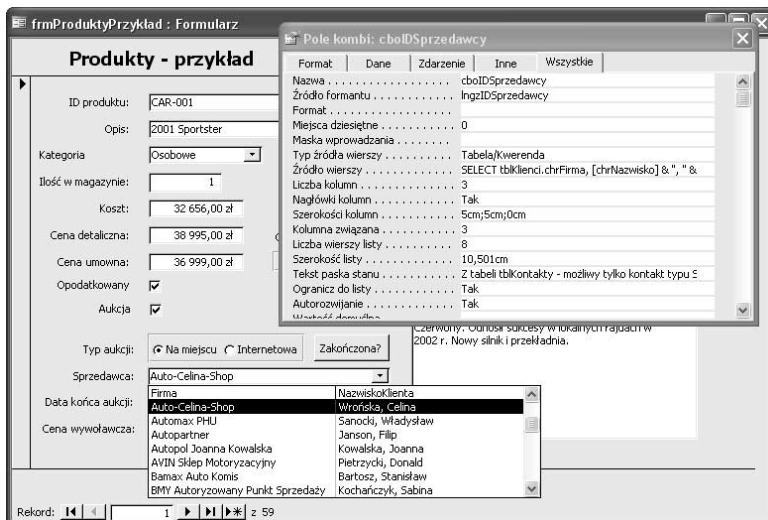 frmProduktyPrzykład : Formularz
Produkty - przykład
ID produktu: CAR-001
Opis: 2001 Sportster
Kategoria Osobowe
Ilość w magazynie: 1
Koszt: 32 656,00 zł
Cena detaliczna: 38 995,00 zł
Cena umowna: 36 999,00 zł
Opodatkowany
Aukcja
Typ aukcji: Na miejscu Internetowa Zakończona?
Sprzedawca: Auto-Celina-Shop
Data końca aukcji:
Cena wywoławcza:
Firma NazwiskoKlienta
Auto-Celina-Shop Wrońska, Celina
Automax PHU Sanocki, Władysław
Autopartner Janson, Filip
Autopol Joanna Kowalska Kowalska, Joanna
AVIN Sklep Motoryzacyjny Pietrzycki, Donald
Bamax Auto Komis Bartosz, Stanisław
BMY Autoryzowany Punkt Sprzedaży Kochańczyk, Sabina
2002 r. Nowy silnik i przekładnia.
Rekord: 1 z 59
Pole kombi: cboIDSprzedawcy
Format Dane Zdarzenie Inne Wszystkie
Nazwa . . . . . . . . . . . . . . . . . . cboIDSprzedawcy
Źródło formantu . . . . . . . . . . . lngzIDSprzedawcy
Format . . . . . . . . . . . . . . . . . .
Miejsca dziesiętne . . . . . . . . . 0
Maska wprowadzania . . . . . . . .
Typ źródła wierszy . . . . . . . . . Tabela/Kwerenda
Źródło wierszy . . . . . . . . . . . . SELECT tblKlienci.chrFirma, [chrNazwisko] & ", " &
Liczba kolumn . . . . . . . . . . . . . 3
Nagłówki kolumn . . . . . . . . . . . Tak
Szerokości kolumn . . . . . . . . . . 5cm;5cm;0cm
Kolumna związana . . . . . . . . . . 3
Liczba wierszy listy . . . . . . . . . 8
Szerokość listy . . . . . . . . . . . . 10,501cm
Tekst paska stanu . . . . . . . . . . Z tabeli tblKontakty - możliwy tylko kontakt typu S
Ogranicz do listy . . . . . . . . . . . Tak
Autorozwijanie . . . . . . . . . . . . Tak